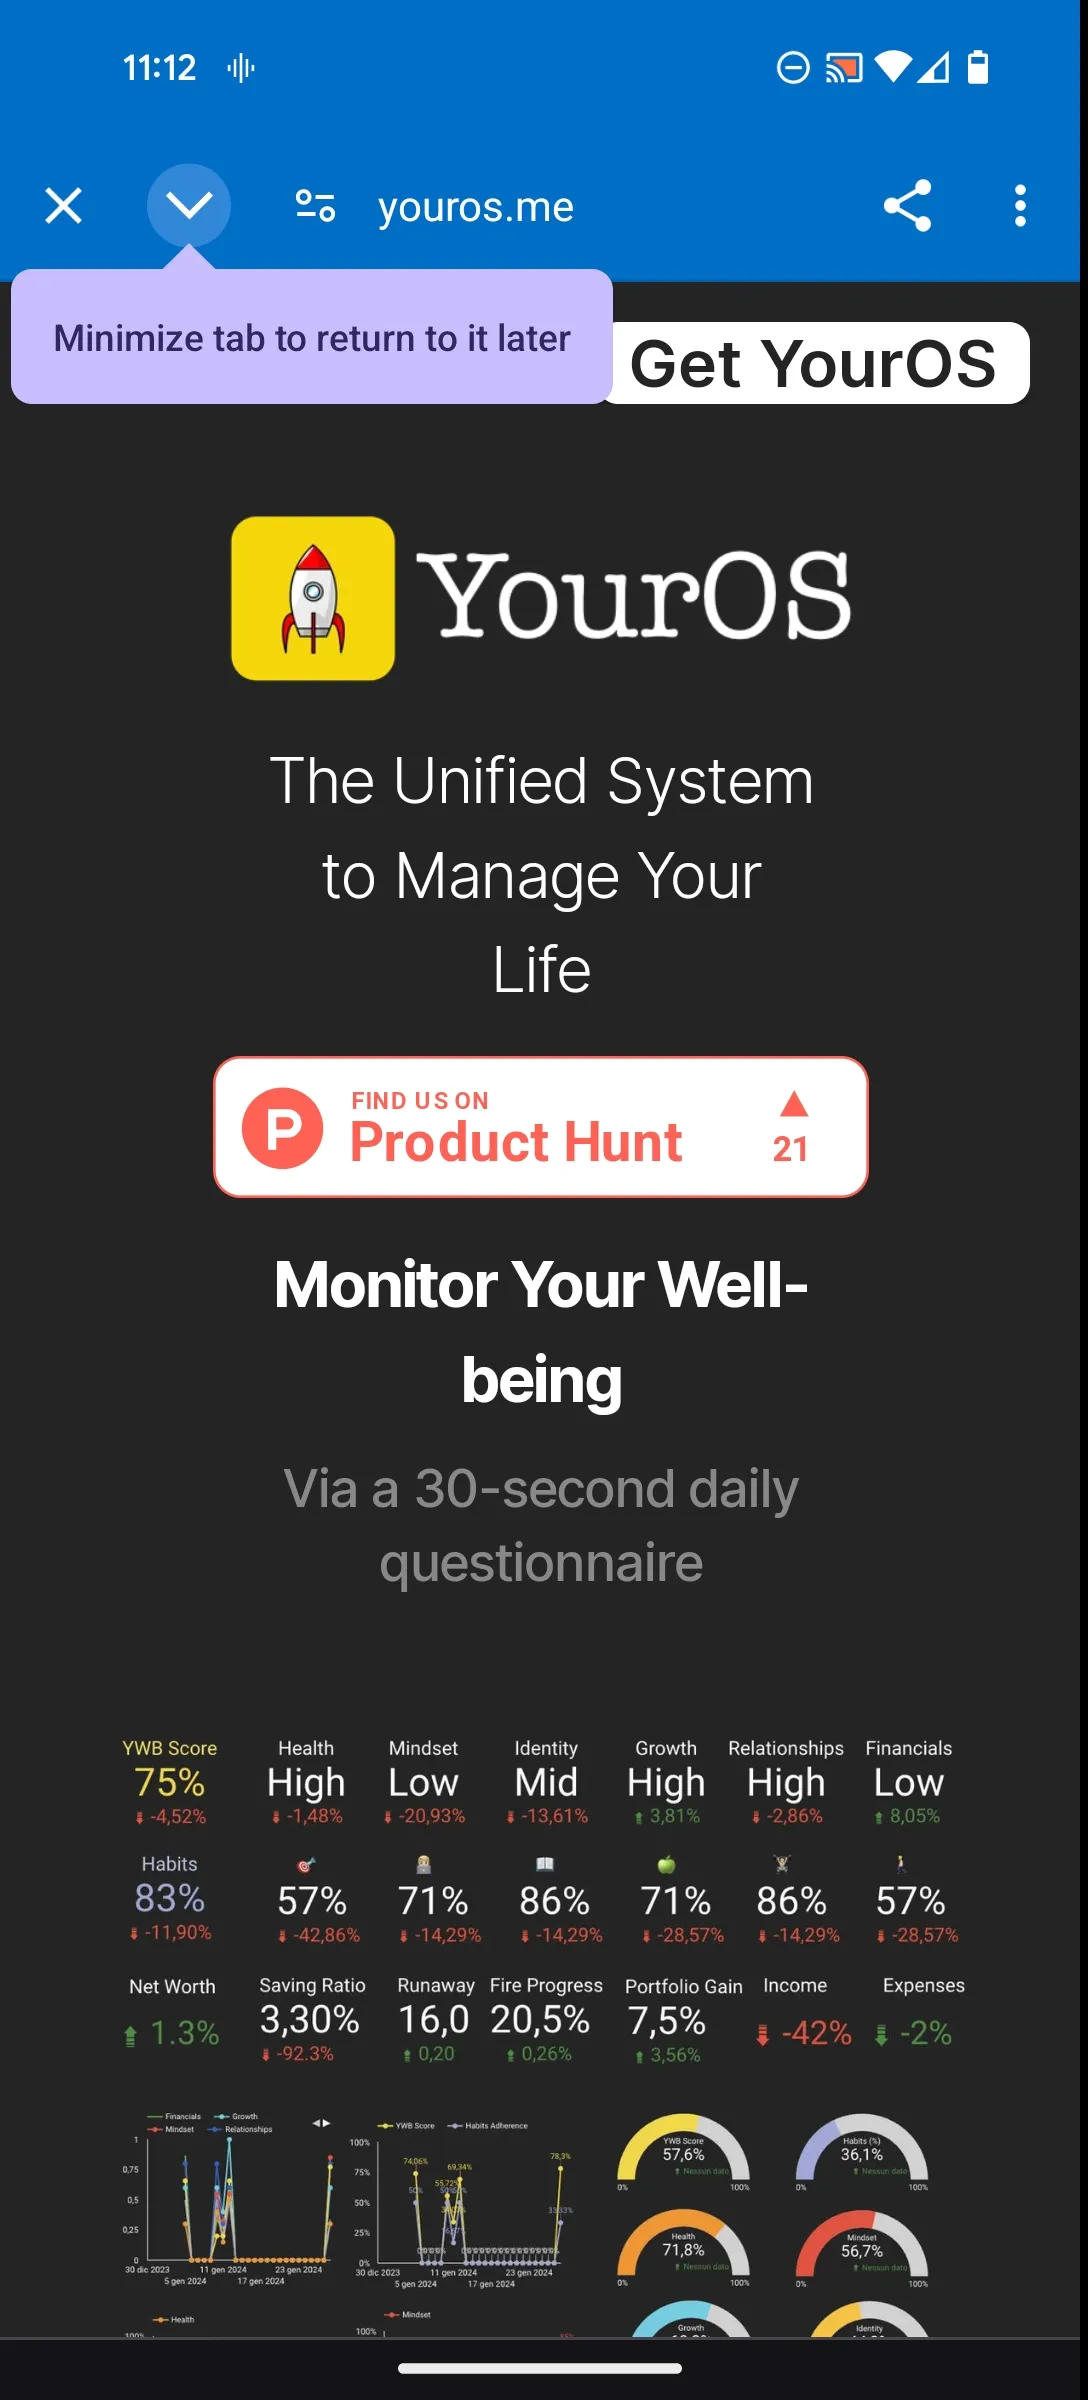 11:12
youros.me
Minimize tab to return to it later
Get YourOS
YourOS
The Unified System
to Manage Your
Life
FIND US ON
Product Hunt
21
Monitor Your Well-
being
Via a 30-second daily
questionnaire
YWB Score Health Mindset Identity Growth Relationships Financials
75% High Low Mid High High Low
-4,52% -1,48% -20,93% -13,61% 3,81% -2,86% 8,05%
Habits
83% 57% 71% 86% 71% 86% 57%
-11,90% -42,86% -14,29% -14,29% -28,57% -14,29% -28,57%
Net Worth Saving Ratio Runaway Fire Progress Portfolio Gain Income Expenses
1.3% 3,30% 16,0 20,5% 7,5% -42% -2%
-92.3% 0,20 0,26% 3,56%
Financials Growth
Mindset Relationships
1
0,75
0,5
0,25
0
30 dic 2023 11 gen 2024 23 gen 2024
5 gen 2024 17 gen 2024
YWB Score Habits Adherence
100%
75%
50%
25%
0%
74,06% 69,34% 78,3%
30 dic 2023 11 gen 2024 23 gen 2024
5 gen 2024 17 gen 2024
YWB Score
57,6%
Nessun dato
0% 100%
Habits (%)
36,1%
Nessun dato
0% 100%
Health
71,8%
Nessun dato
0% 100%
Mindset
56,7%
Nessun dato
0% 100%
Health
Mindset
100%
Growth
Identity